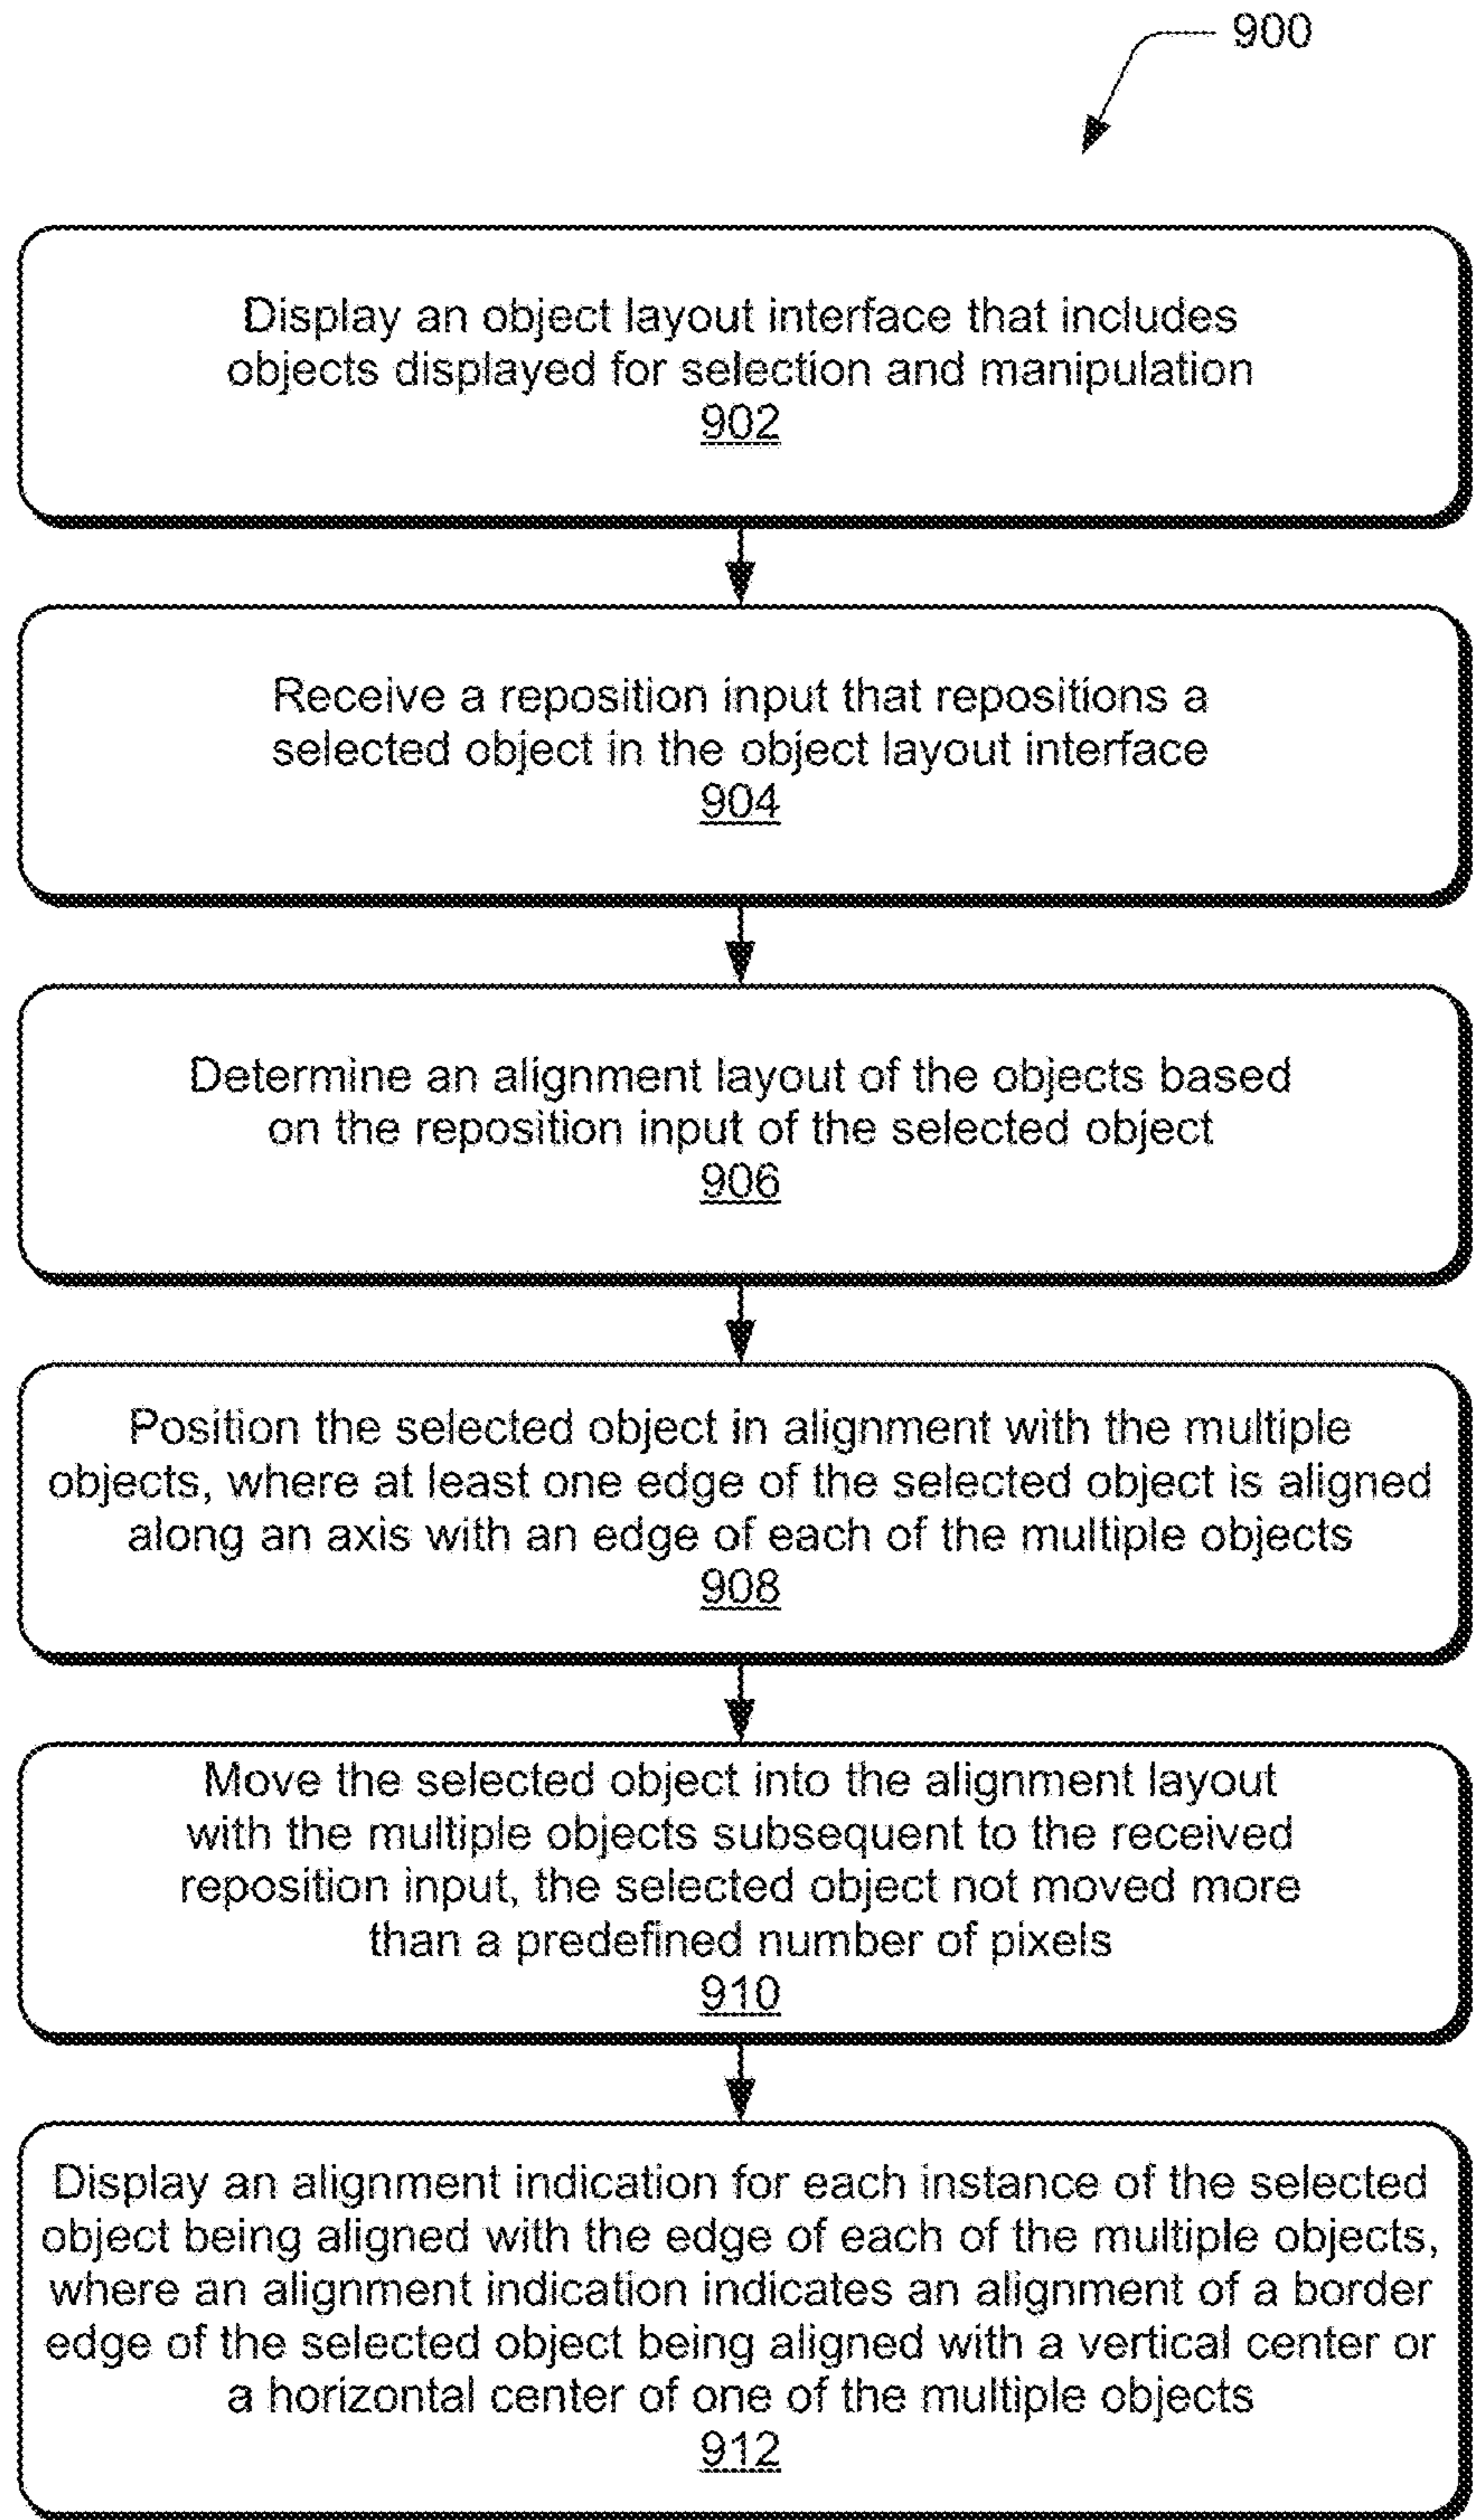 900
Display an object layout interface that includes
objects displayed for selection and manipulation
902
Receive a reposition input that repositions a
selected object in the object layout interface
904
Determine an alignment layout of the objects based
on the reposition input of the selected object
906
Position the selected object in alignment with the multiple
objects, where at least one edge of the selected object is aligned
along an axis with an edge of each of the multiple objects
908
Move the selected object into the alignment layout
with the multiple objects subsequent to the received
reposition input, the selected object not moved more
than a predefined number of pixels
910
Display an alignment indication for each instance of the selected
object being aligned with the edge of each of the multiple objects,
where an alignment indication indicates an alignment of a border
edge of the selected object being aligned with a vertical center or
a horizontal center of one of the multiple objects
912